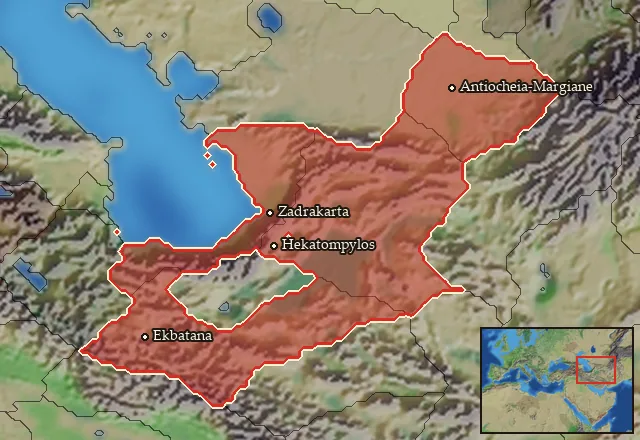 Antiocheia-Margiane
Zadrakarta
Hekatompylos
Ekbatana